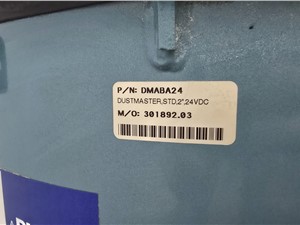 P/N: DMABA24
DUSTMASTER,STD,2",24VDC
M/O: 301892.03